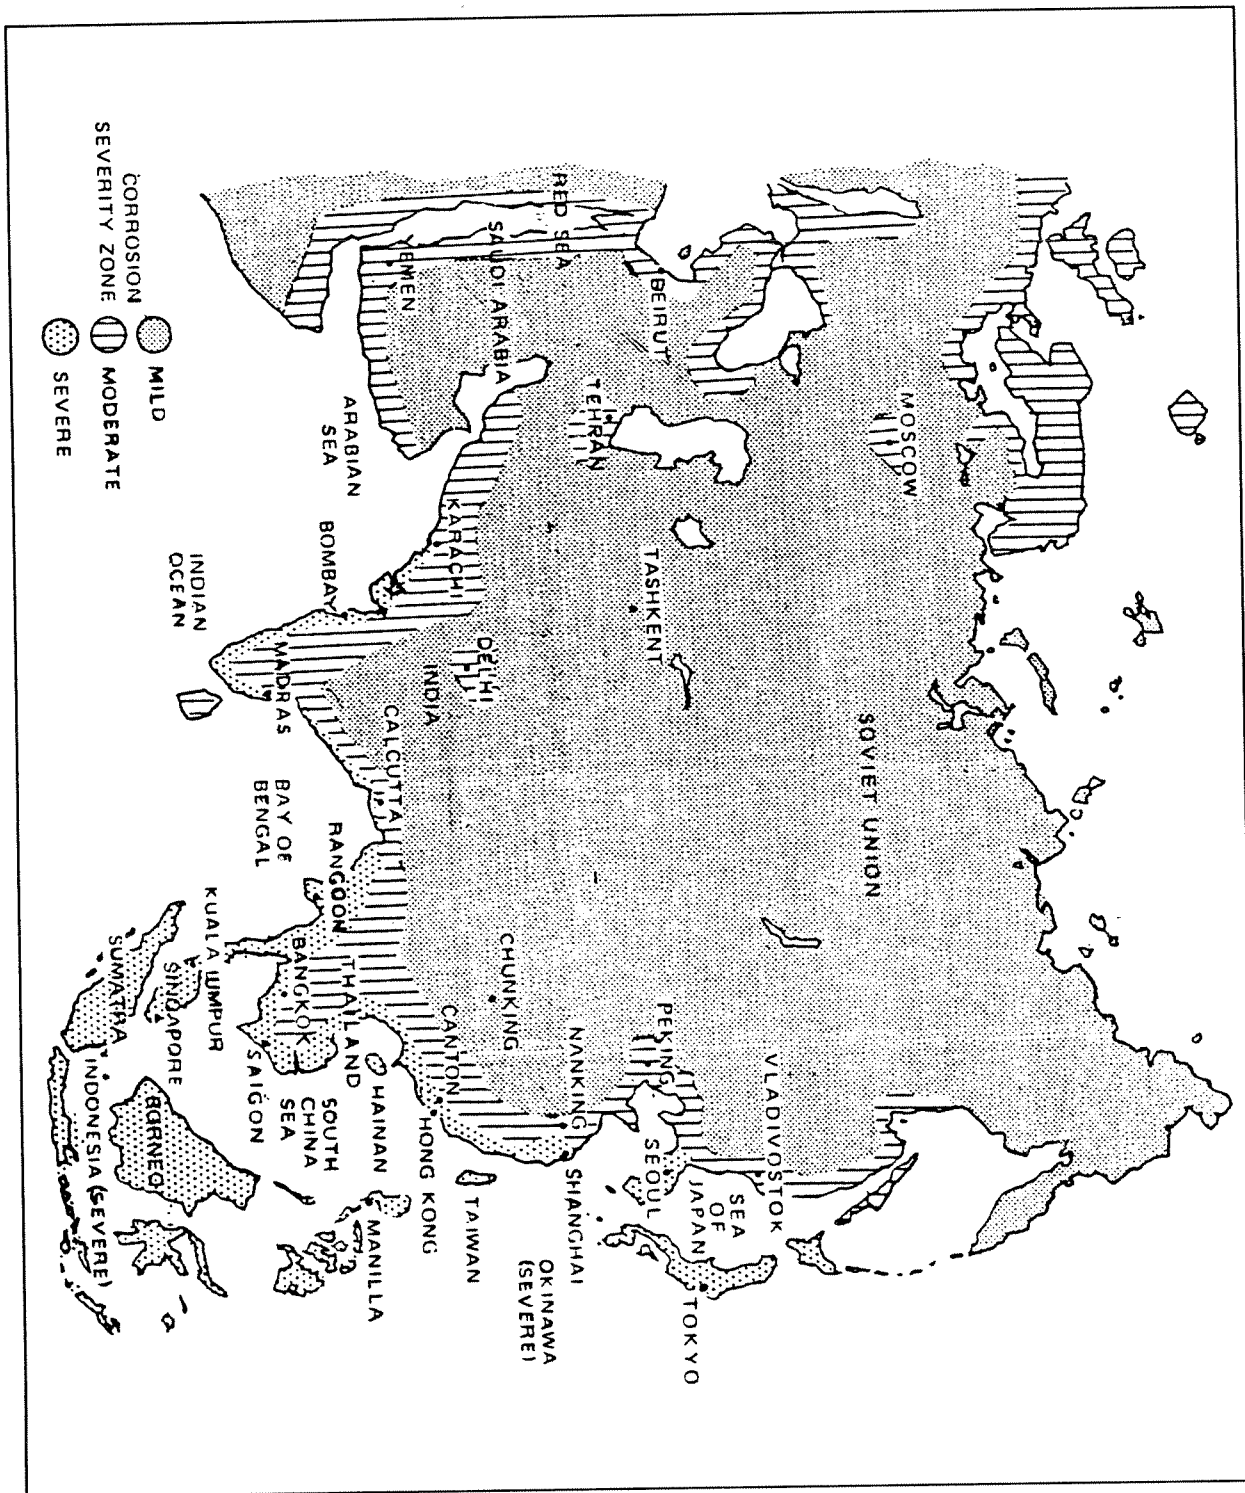 SOVIET UNION
MOSCOW
VLADIVOSTOK
SEA
OF
JAPAN
TOKYO
TASHKENT
BEIRUT
PEKING
SEOUL
TEHRAN
NANKING
SHANGHAI
OKINAWA
(SEVERE)
RED SEA
SAUDI ARABIA
CHUNKING
DELHI
INDIA
KARACHI
CANTON
TAIWAN
HONG KONG
EMEN
CALCUTTA
HAINAN
MANILLA
ARABIAN
SEA
BOMBAY
RANGOON
THAILAND
BANGKOK
SOUTH
CHINA
SEA
MADRAS
BAY OF
BENGAL
SAIGON
INDIAN
OCEAN
KUALA LUMPUR
SINGAPORE
SUMATRA
BORNEO
INDONESIA (SEVERE)
CORROSION
SEVERITY ZONE
MILD
MODERATE
SEVERE